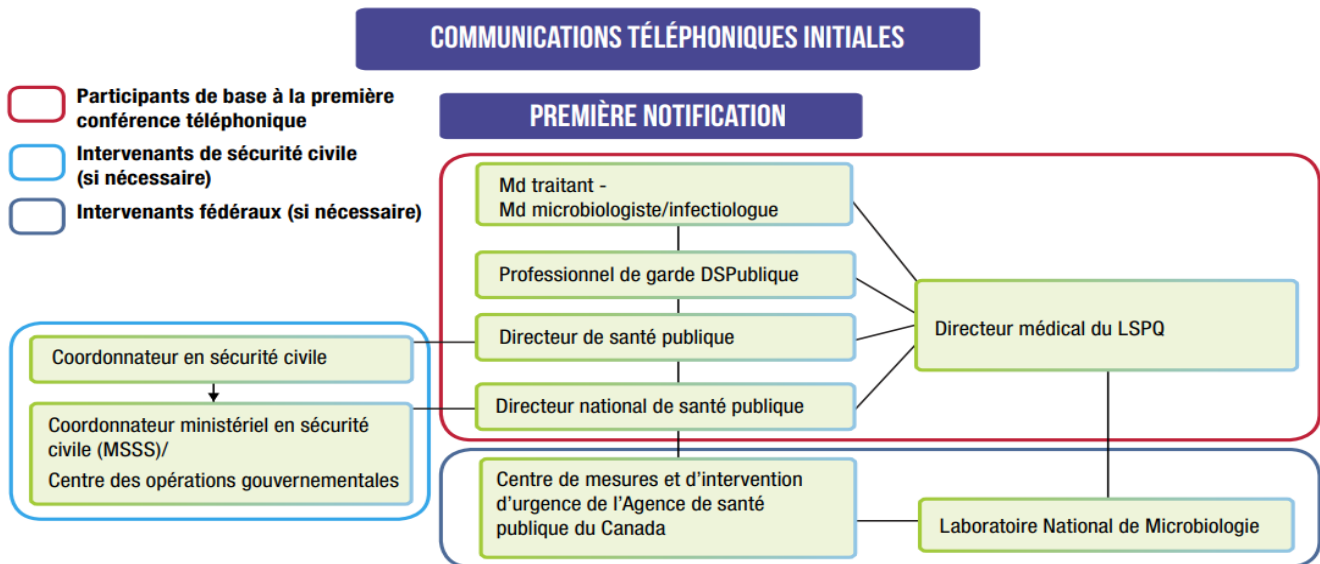 COMMUNICATIONS TÉLÉPHONIQUES INITIALES
Participants de base à la première
conférence téléphonique
Intervenants de sécurité civile
(si nécessaire)
Intervenants fédéraux (si nécessaire)
PREMIÈRE NOTIFICATION
Md traitant -
Md microbiologiste/infectiologue
Professionnel de garde DSPublique
Directeur de santé publique
Directeur national de santé publique
Directeur médical du LSPQ
Coordonnateur en sécurité civile
Coordonnateur ministériel en sécurité
civile (MSSS)/
Centre des opérations gouvernementales
Centre de mesures et d'intervention
d'urgence de l'Agence de santé
publique du Canada
Laboratoire National de Microbiologie